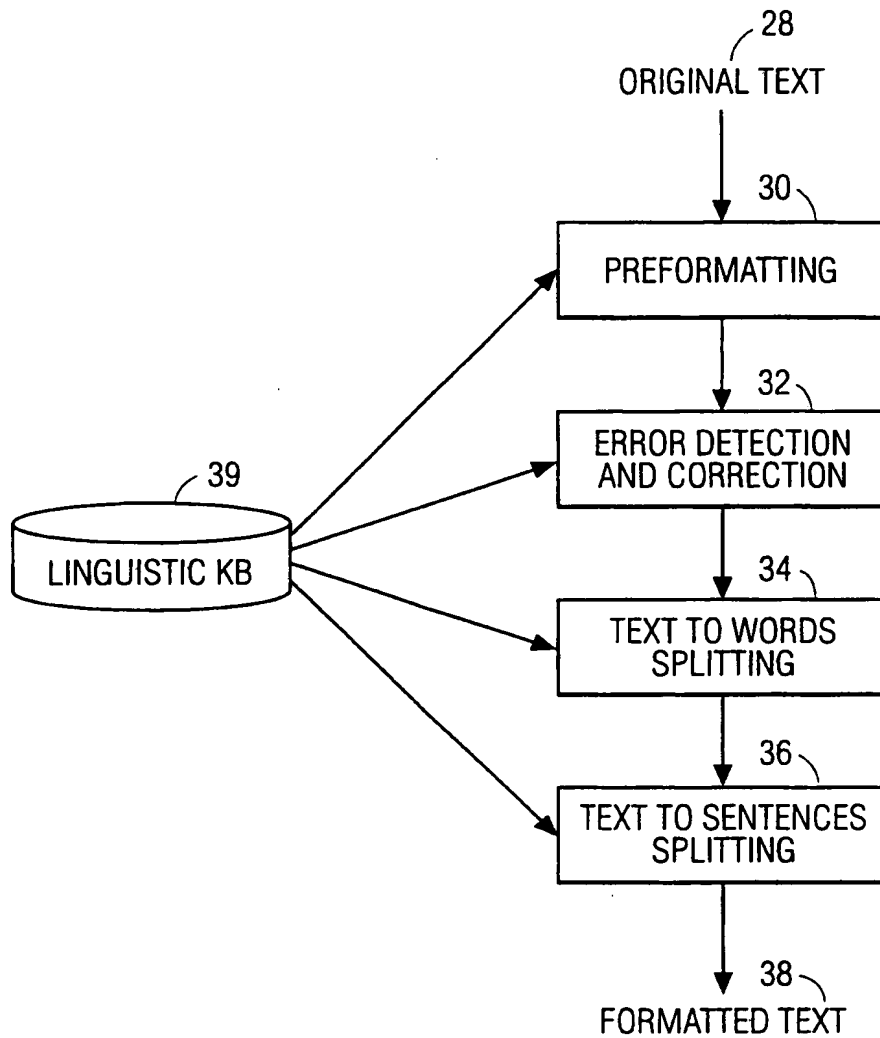 28
ORIGINAL TEXT
30
PREFORMATTING
32
ERROR DETECTION
AND CORRECTION
39
LINGUISTIC KB
34
TEXT TO WORDS
SPLITTING
36
TEXT TO SENTENCES
SPLITTING
38
FORMATTED TEXT